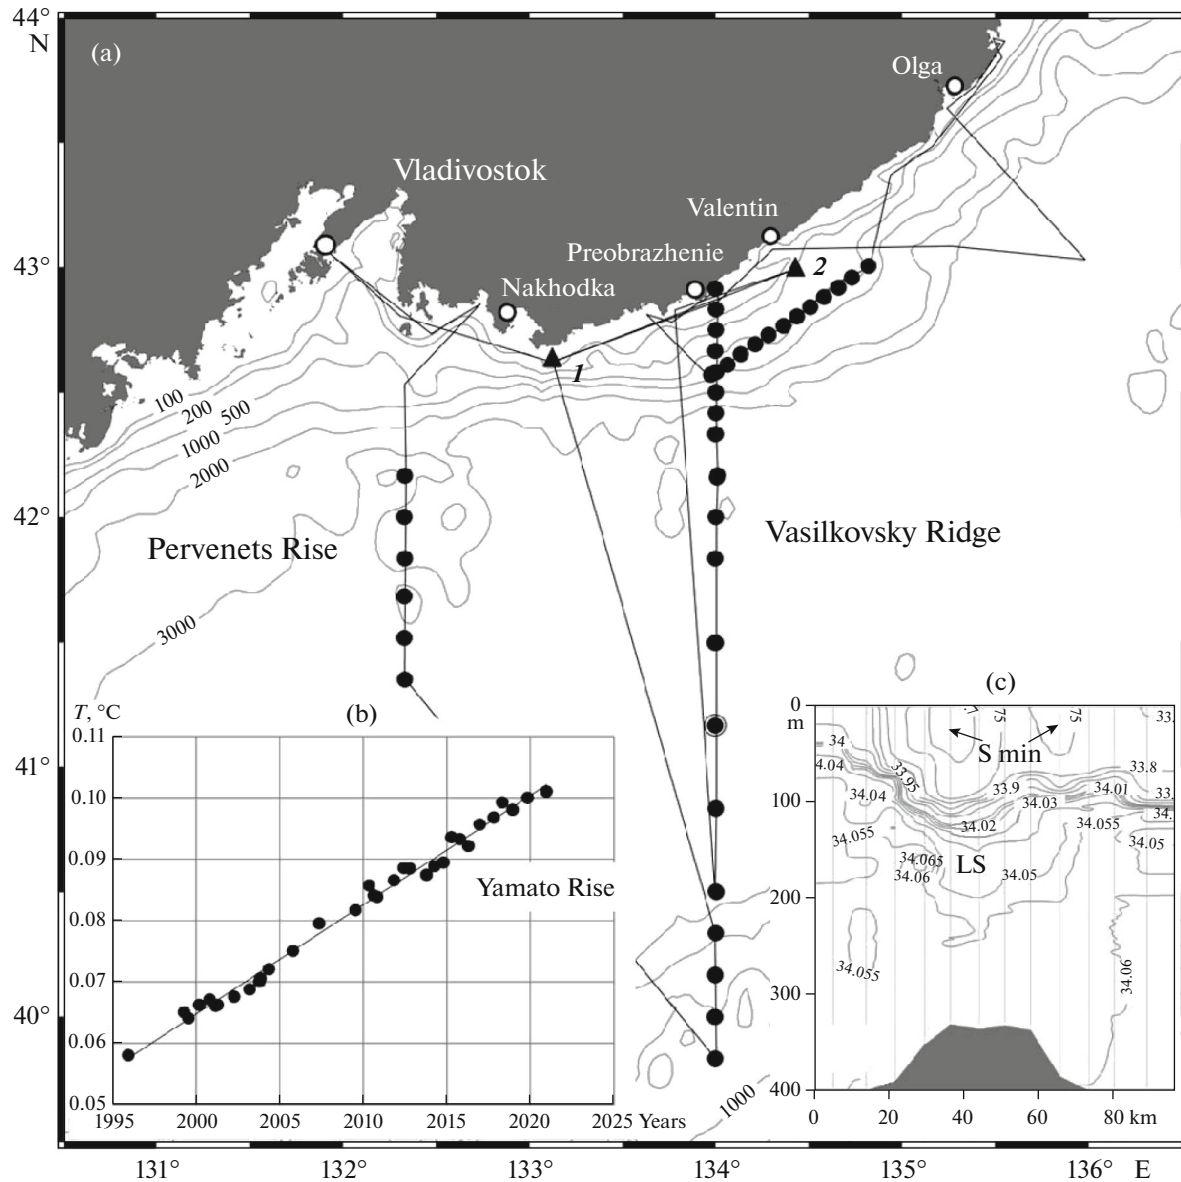 44°
N
(a)
Olga
Vladivostok
Valentin
Preobrazhenie
2
43°
Nakhodka
1
100
200
500
1000
2000
42°
Pervenets Rise
Vasilkovsky Ridge
3000
41°
40°
1000
131° 132° 133° 134° 135° 136° E
T, °C
(b)
0.11
0.10
0.09
0.08
0.07
0.06
0.05
Yamato Rise
1995 2000 2005 2010 2015 2020 2025 Years
(c)
0
m
100
200
300
400
.7 75 75 33.
S min
34
4.04
33.95
33.8
34.04
33.9
34.01
33.
34.03
34.02
34.
34.055
34.055
34.065
34.06
LS
34.05
34.05
34.055
34.06
0 20 40 60 80 km